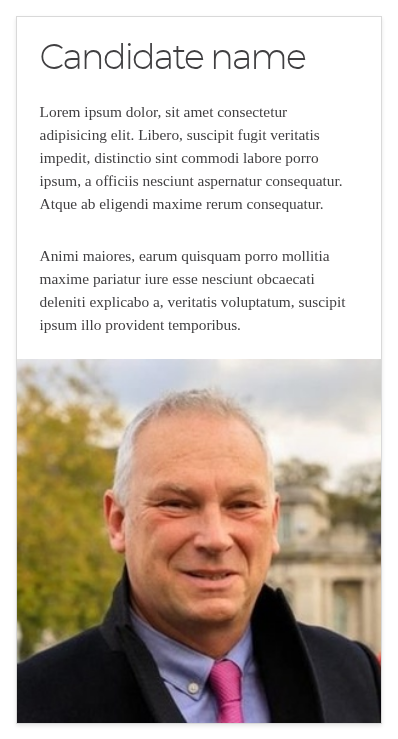 Candidate name
Lorem ipsum dolor, sit amet consectetur
adipisicing elit. Libero, suscipit fugit veritatis
impedit, distinctio sint commodi labore porro
ipsum, a officiis nesciunt aspernatur consequatur.
Atque ab eligendi maxime rerum consequatur.
Animi maiores, earum quisquam porro mollitia
maxime pariatur iure esse nesciunt obcaecati
deleniti explicabo a, veritatis voluptatum, suscipit
ipsum illo provident temporibus.